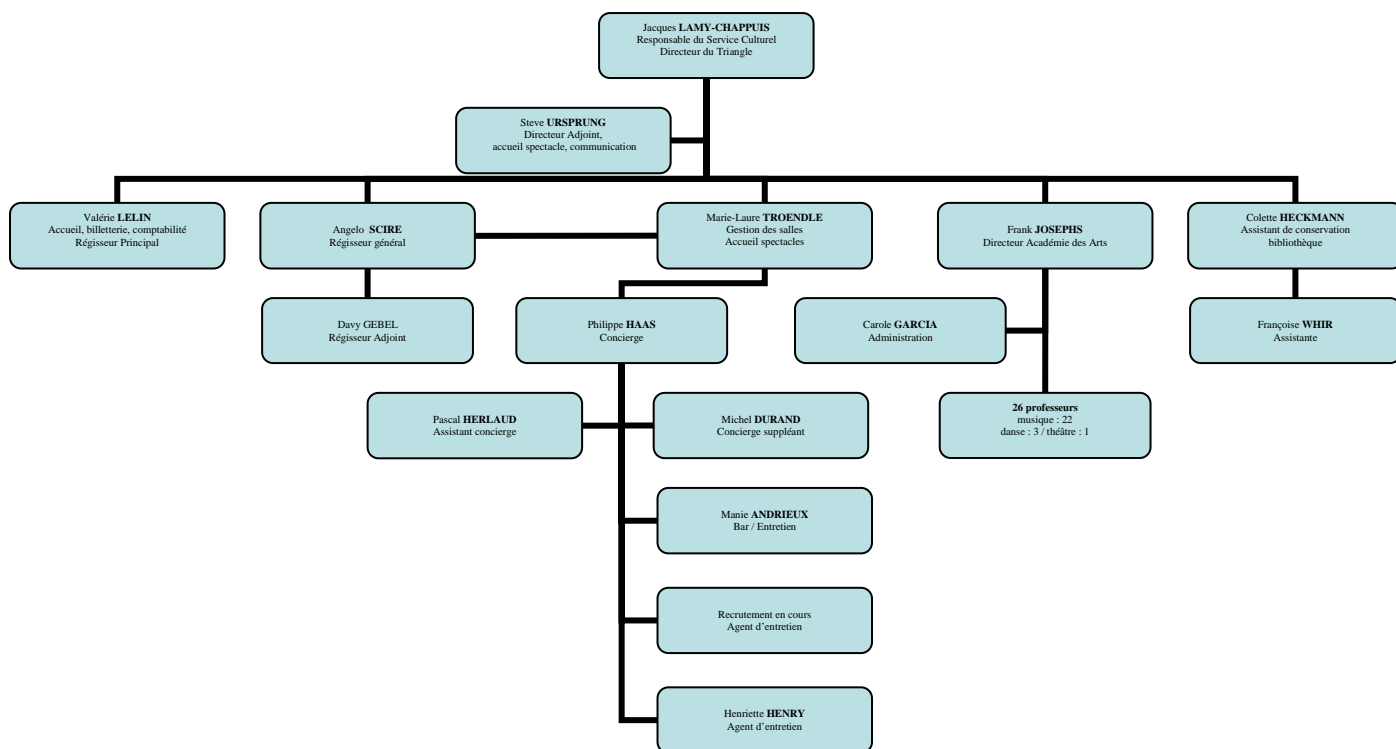 Jacques LAMY-CHAPPUIS
Responsable du Service Culturel
Directeur du Triangle
Steve URSPRUNG
Directeur Adjoint,
accueil spectacle, communication
Valérie LELIN
Accueil, billetterie, comptabilité
Régisseur Principal
Angelo SCIRE
Régisseur général
Marie-Laure TROENDLE
Gestion des salles
Accueil spectacles
Frank JOSEPHS
Directeur Académie des Arts
Colette HECKMANN
Assistant de conservation
bibliothèque
Davy GEBEL
Régisseur Adjoint
Philippe HAAS
Concierge
Carole GARCIA
Administration
Françoise WHIR
Assistante
Pascal HERLAUD
Assistant concierge
Michel DURAND
Concierge suppléant
26 professeurs
musique : 22
danse : 3 / théâtre : 1
Manie ANDRIEUX
Bar / Entretien
Recrutement en cours
Agent d’entretien
Henriette HENRY
Agent d’entretien